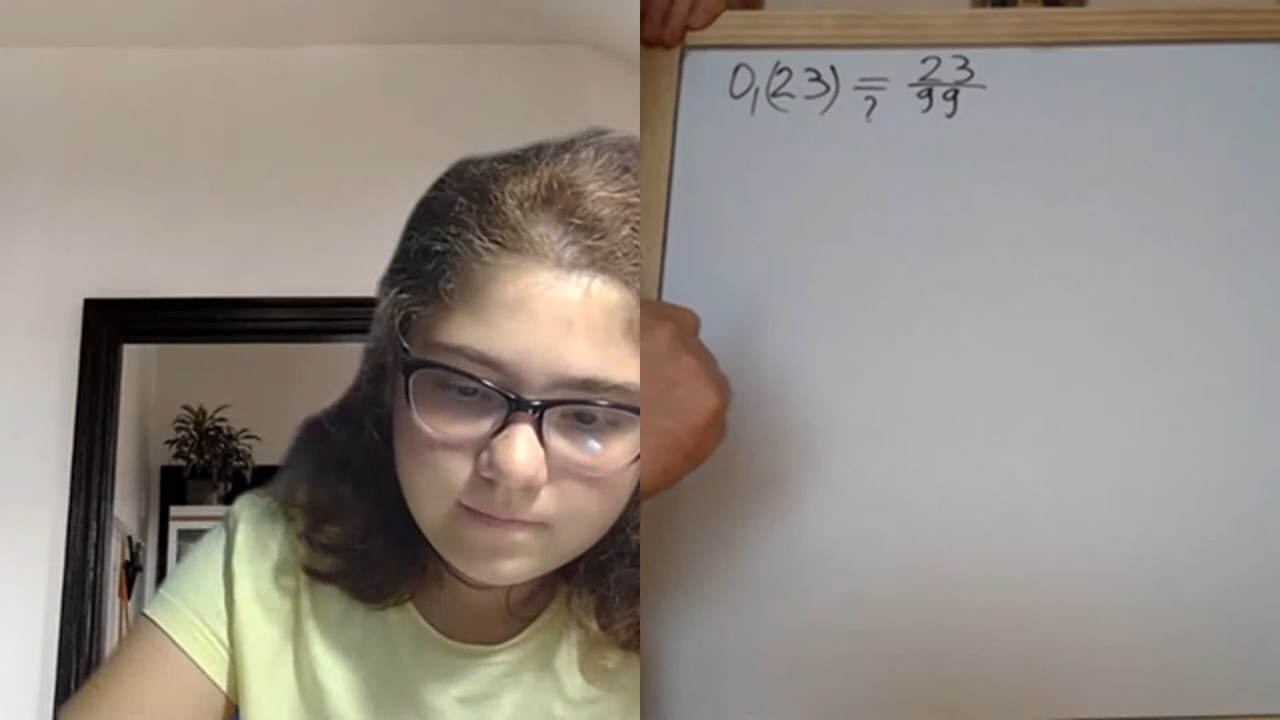 0,(23) = 23/99
?